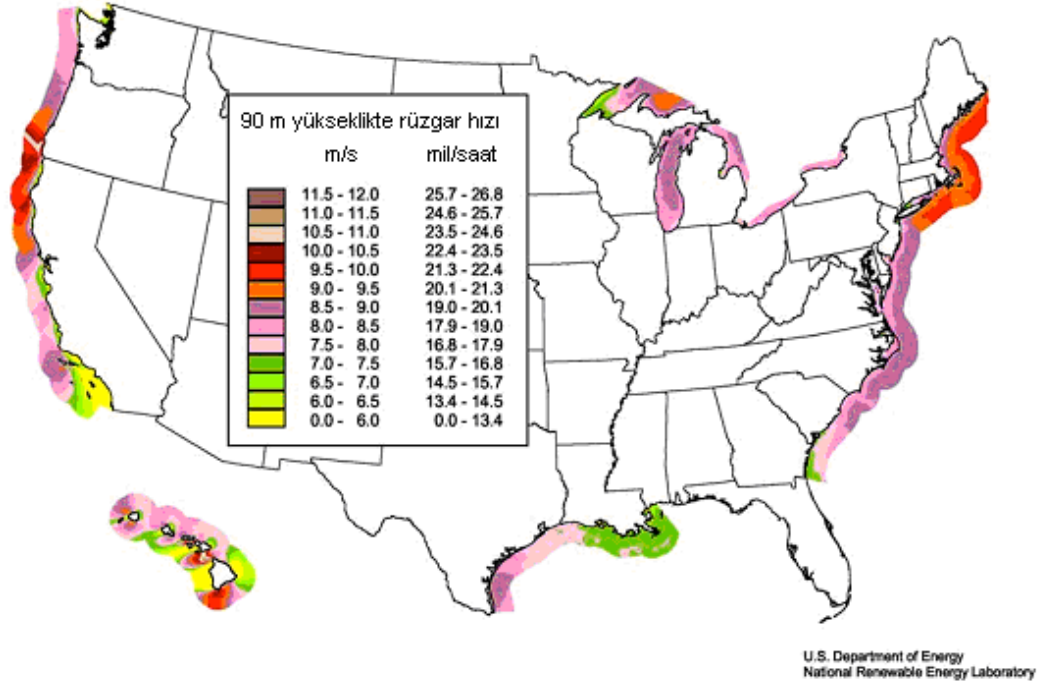 90 m yükseklikte rüzgar hızı
m/s mil/saat
11.5 - 12.0 25.7 - 26.8
11.0 - 11.5 24.6 - 25.7
10.5 - 11.0 23.5 - 24.6
10.0 - 10.5 22.4 - 23.5
9.5 - 10.0 21.3 - 22.4
9.0 - 9.5 20.1 - 21.3
8.5 - 9.0 19.0 - 20.1
8.0 - 8.5 17.9 - 19.0
7.5 - 8.0 16.8 - 17.9
7.0 - 7.5 15.7 - 16.8
6.5 - 7.0 14.5 - 15.7
6.0 - 6.5 13.4 - 14.5
0.0 - 6.0 0.0 - 13.4
U.S. Department of Energy
National Renewable Energy Laboratory